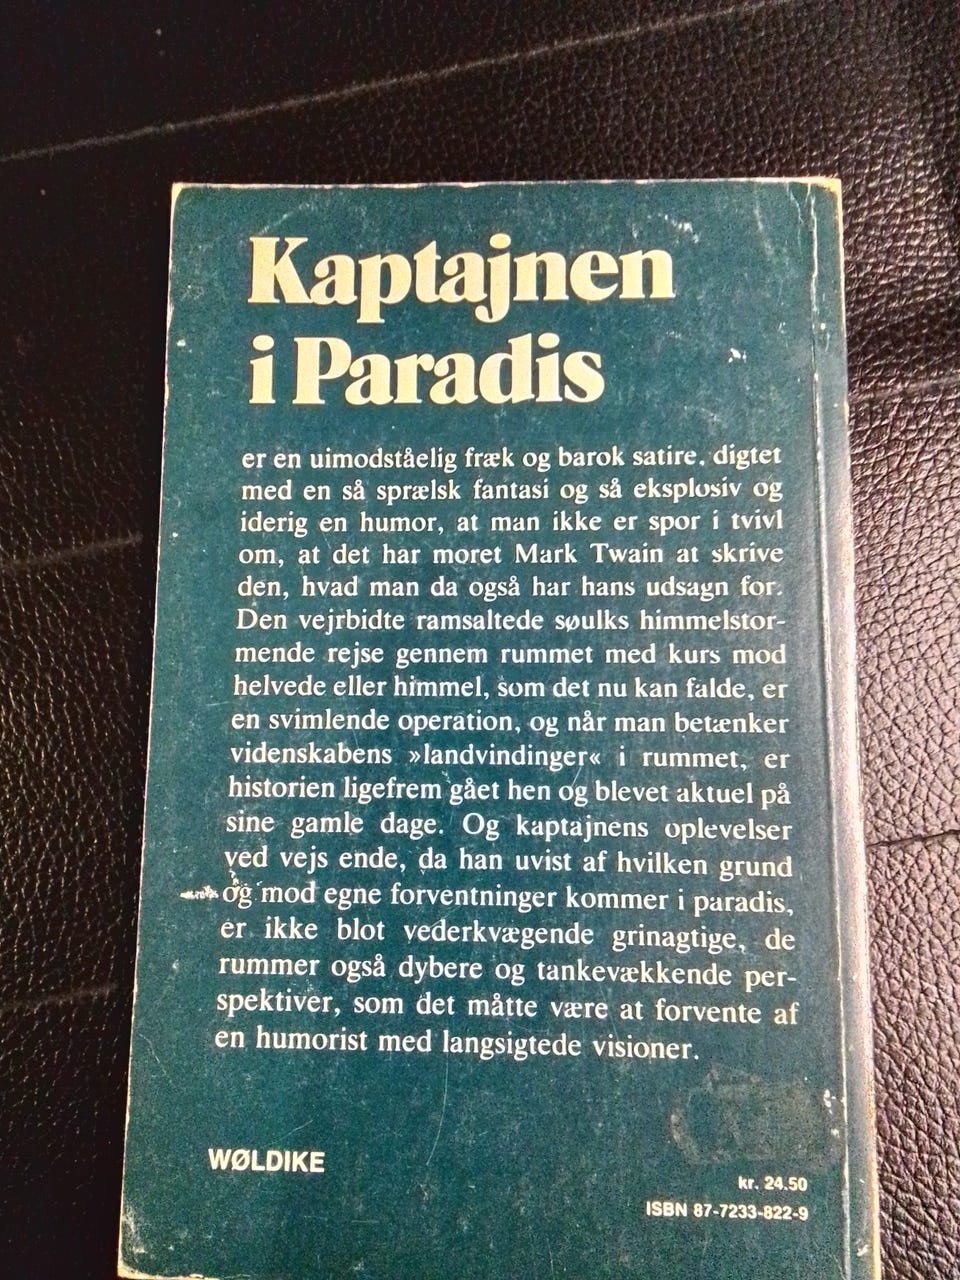 Kaptajnen
i Paradis
er en uimodståelig fræk og barok satire, digtet
med en så sprælsk fantasi og så eksplosiv og
iderig en humor, at man ikke er spor i tvivl
om, at det har moret Mark Twain at skrive
den, hvad man da også har hans udsagn for.
Den vejrbidte ramsaltede søulks himmelstor-
mende rejse gennem rummet med kurs mod
helvede eller himmel, som det nu kan falde, er
en svimlende operation, og når man betænker
videnskabens »landvindinger« i rummet, er
historien ligefrem gået hen og blevet aktuel på
sine gamle dage. Og kaptajnens oplevelser
ved vejs ende, da han uvist af hvilken grund
og mod egne forventninger kommer i paradis,
er ikke blot vederkvægende grinagtige, de
rummer også dybere og tankevækkende per-
spektiver, som det måtte være at forvente af
en humorist med langsigtede visioner.
WØLDIKE
kr. 24.50
ISBN 87-7233-822-9